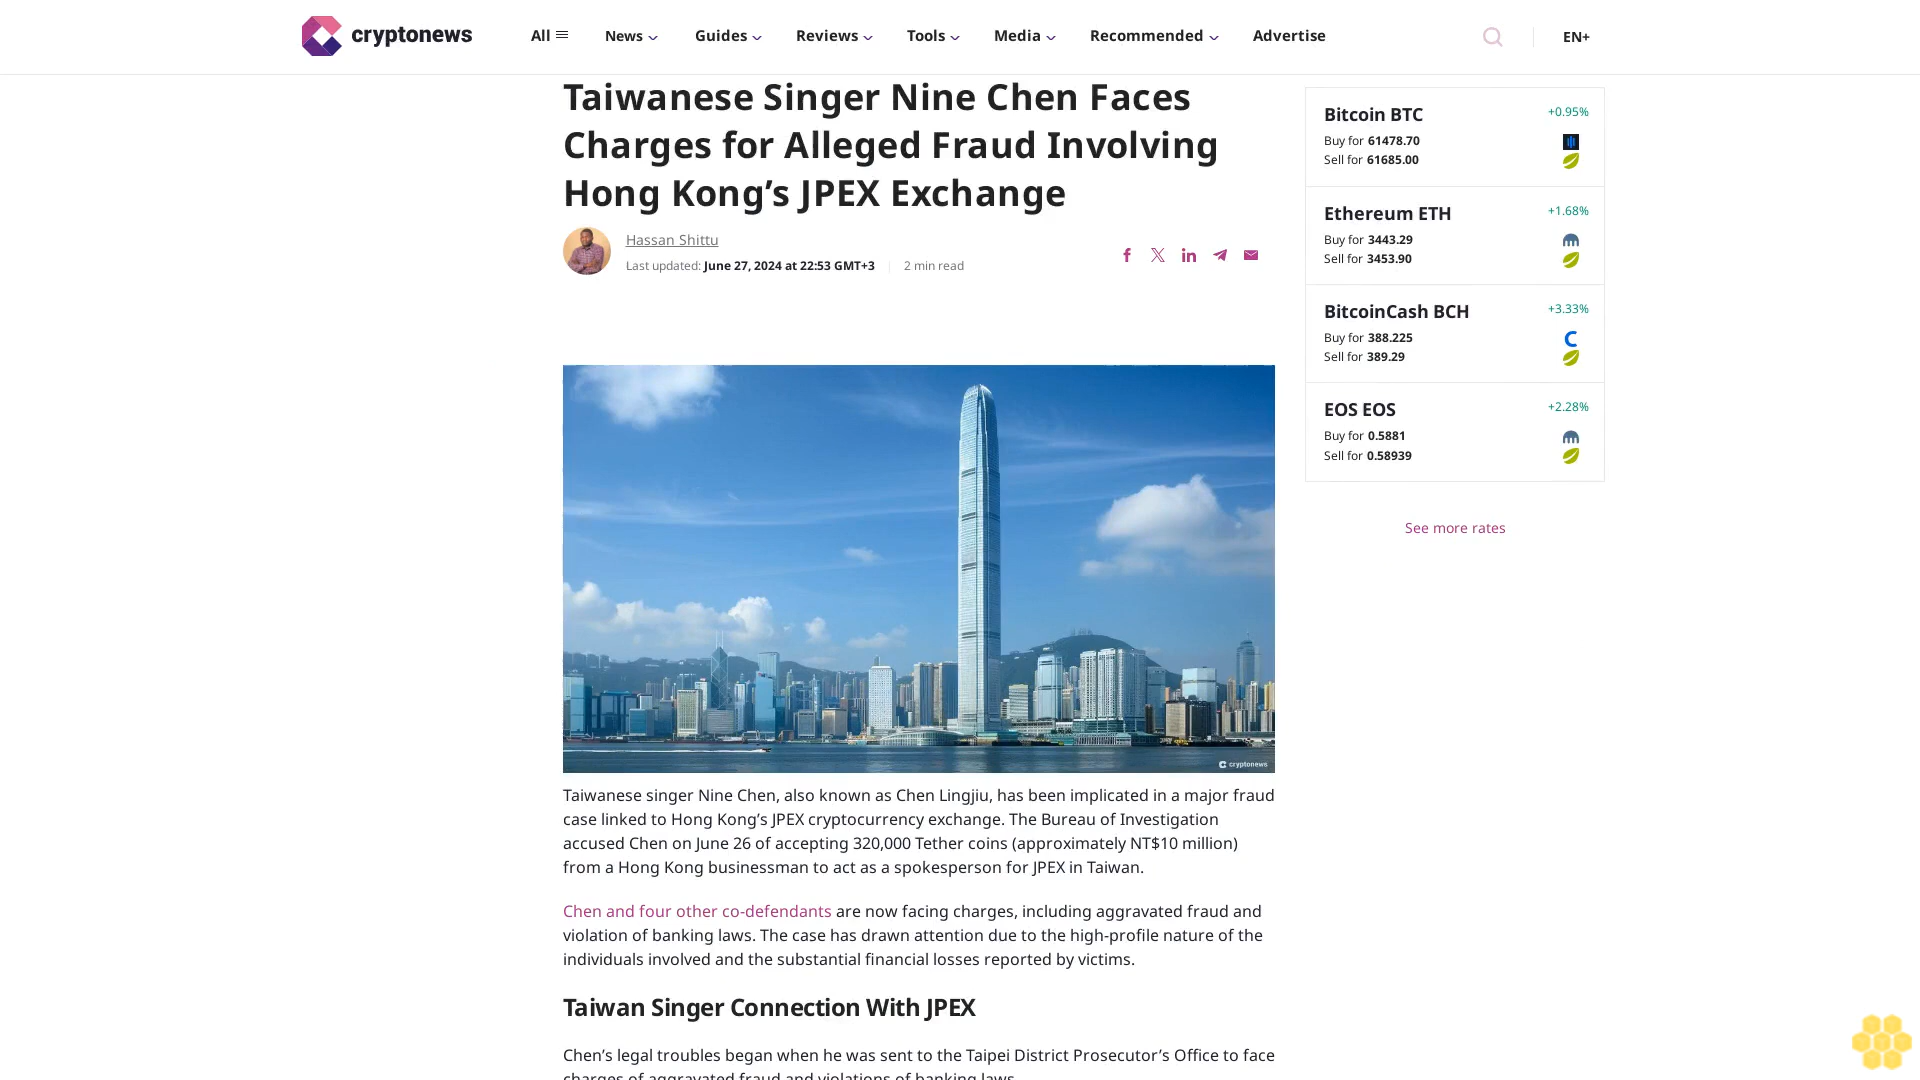 cryptonews
All
News
Guides
Reviews
Tools
Media
Recommended
Advertise
EN+
Taiwanese Singer Nine Chen Faces
Charges for Alleged Fraud Involving
Hong Kong’s JPEX Exchange
Hassan Shittu
Last updated: June 27, 2024 at 22:53 GMT+3
2 min read
cryptonews
Taiwanese singer Nine Chen, also known as Chen Lingjiu, has been implicated in a major fraud
case linked to Hong Kong’s JPEX cryptocurrency exchange. The Bureau of Investigation
accused Chen on June 26 of accepting 320,000 Tether coins (approximately NT$10 million)
from a Hong Kong businessman to act as a spokesperson for JPEX in Taiwan.
Chen and four other co-defendants are now facing charges, including aggravated fraud and
violation of banking laws. The case has drawn attention due to the high-profile nature of the
individuals involved and the substantial financial losses reported by victims.
Taiwan Singer Connection With JPEX
Chen’s legal troubles began when he was sent to the Taipei District Prosecutor’s Office to face
charges of aggravated fraud and violations of banking laws.
Bitcoin BTC
+0.95%
Buy for 61478.70
Sell for 61685.00
Ethereum ETH
+1.68%
Buy for 3443.29
Sell for 3453.90
BitcoinCash BCH
+3.33%
Buy for 388.225
Sell for 389.29
EOS EOS
+2.28%
Buy for 0.5881
Sell for 0.58939
See more rates